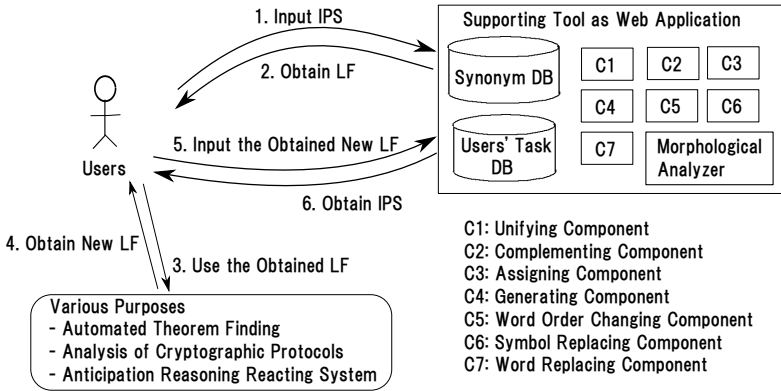 1. Input IPS
2. Obtain LF
Users
5. Input the Obtained New LF
6. Obtain IPS
4. Obtain New LF
3. Use the Obtained LF
Various Purposes
- Automated Theorem Finding
- Analysis of Cryptographic Protocols
- Anticipation Reasoning Reacting System
Supporting Tool as Web Application
Synonym DB
Users' Task
DB
C1
C2
C3
C4
C5
C6
C7
Morphological
Analyzer
C1: Unifying Component
C2: Complementing Component
C3: Assigning Component
C4: Generating Component
C5: Word Order Changing Component
C6: Symbol Replacing Component
C7: Word Replacing Component